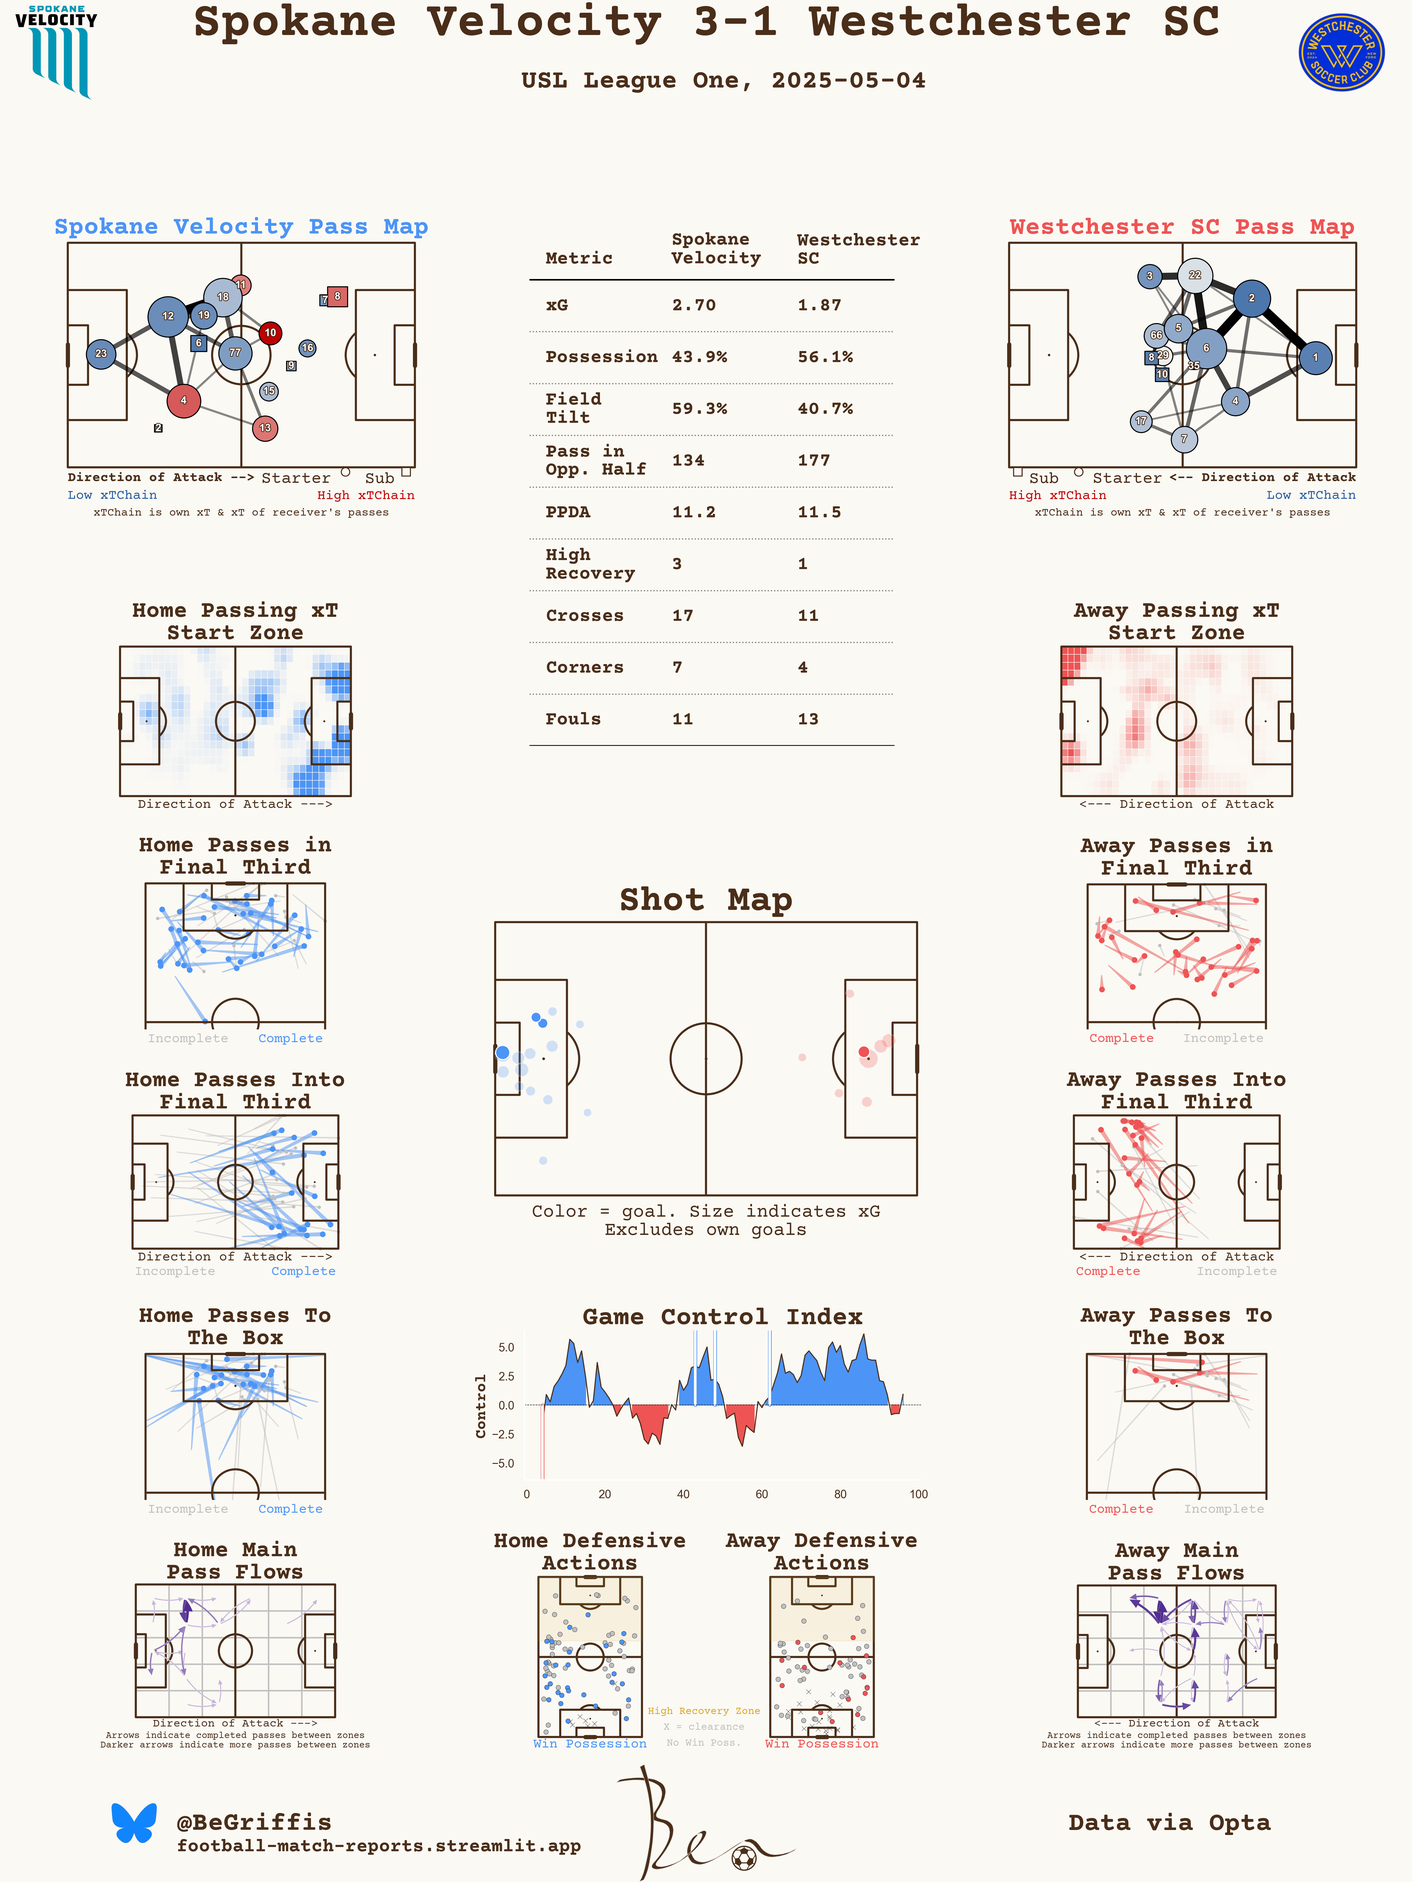 Spokane Velocity 3-1 Westchester SC
USL League One, 2025-05-04
SPOKANE
VELOCITY
WESTCHESTER
SOCCER CLUB
Spokane Velocity Pass Map
11
18
7
8
12
19
10
6
23
77
16
9
15
4
13
2
Direction of Attack --> Starter Sub
Low xTChain High xTChain
xTChain is own xT & xT of receiver's passes
Metric Spokane Velocity Westchester SC
xG 2.70 1.87
Possession 43.9% 56.1%
Field Tilt 59.3% 40.7%
Pass in Opp. Half 134 177
PPDA 11.2 11.5
High Recovery 3 1
Crosses 17 11
Corners 7 4
Fouls 11 13
Westchester SC Pass Map
3
22
2
5
66
6
8
29
1
35
10
4
17
7
Sub Starter <-- Direction of Attack
High xTChain Low xTChain
xTChain is own xT & xT of receiver's passes
Home Passing xT
Start Zone
Direction of Attack --->
Away Passing xT
Start Zone
<--- Direction of Attack
Home Passes in
Final Third
Incomplete Complete
Away Passes in
Final Third
Complete Incomplete
Shot Map
Color = goal. Size indicates xG
Excludes own goals
Home Passes Into
Final Third
Direction of Attack --->
Incomplete Complete
Away Passes Into
Final Third
<--- Direction of Attack
Complete Incomplete
Home Passes To
The Box
Incomplete Complete
Game Control Index
Control
5.0
2.5
0.0
−2.5
−5.0
0 20 40 60 80 100
Away Passes To
The Box
Complete Incomplete
Home Main
Pass Flows
Direction of Attack --->
Arrows indicate completed passes between zones
Darker arrows indicate more passes between zones
Home Defensive
Actions
Win Possession
Away Defensive
Actions
Win Possession
High Recovery Zone
X = clearance
No Win Poss.
Away Main
Pass Flows
<--- Direction of Attack
Arrows indicate completed passes between zones
Darker arrows indicate more passes between zones
@BeGriffis
football-match-reports.streamlit.app
Ben
Data via Opta